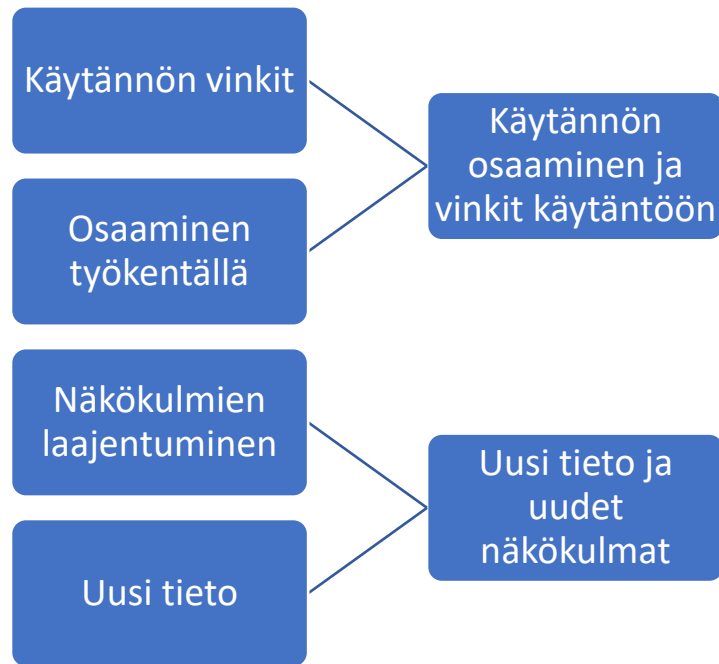 Käytännön vinkit
Osaaminen
työkentällä
Käytännön
osaaminen ja
vinkit käytäntöön
Näkökulmien
laajentuminen
Uusi tieto
Uusi tieto ja
uudet
näkökulmat